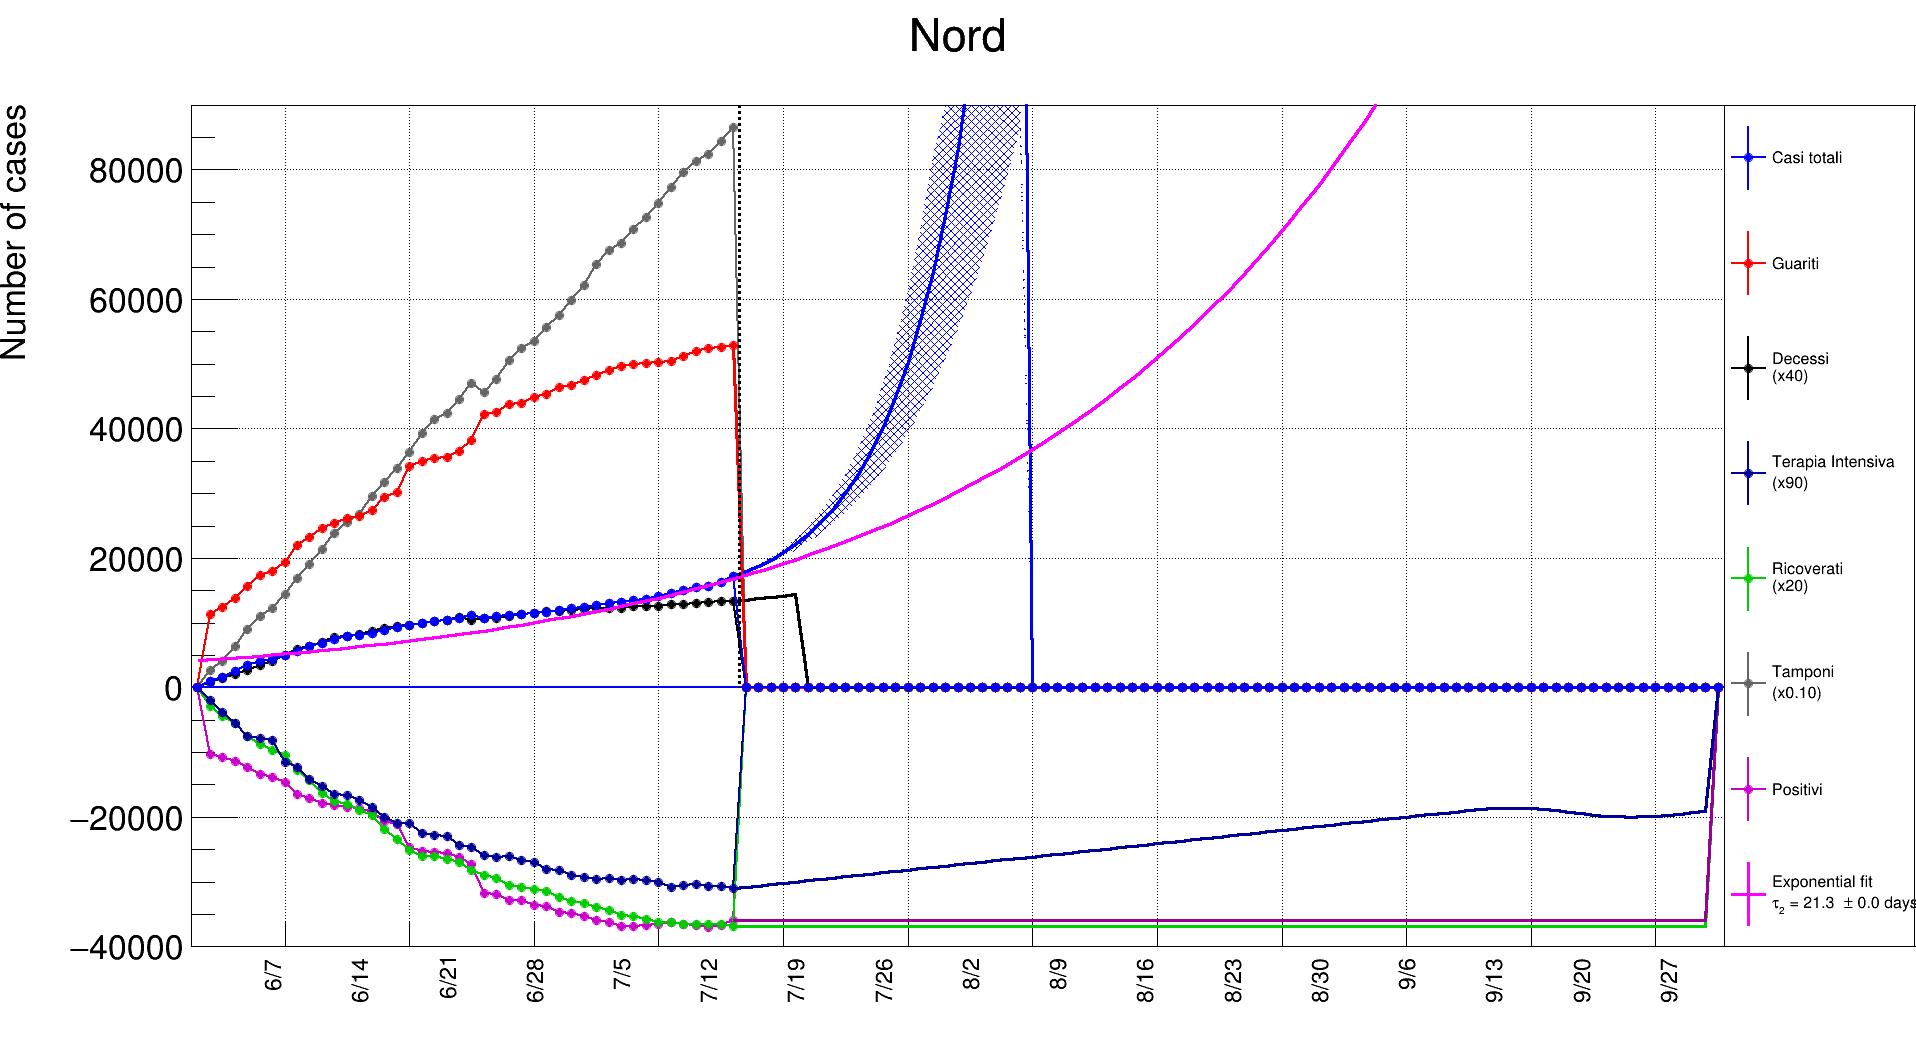 Nord
Number of cases
80000
60000
40000
20000
0
−20000
−40000
6/7
6/14
6/21
6/28
7/5
7/12
7/19
7/26
8/2
8/9
8/16
8/23
8/30
9/6
9/13
9/20
9/27
Casi totali
Guariti
Decessi
(x40)
Terapia Intensiva
(x90)
Ricoverati
(x20)
Tamponi
(x0.10)
Positivi
Exponential fit
τ2 = 21.3 ± 0.0 days